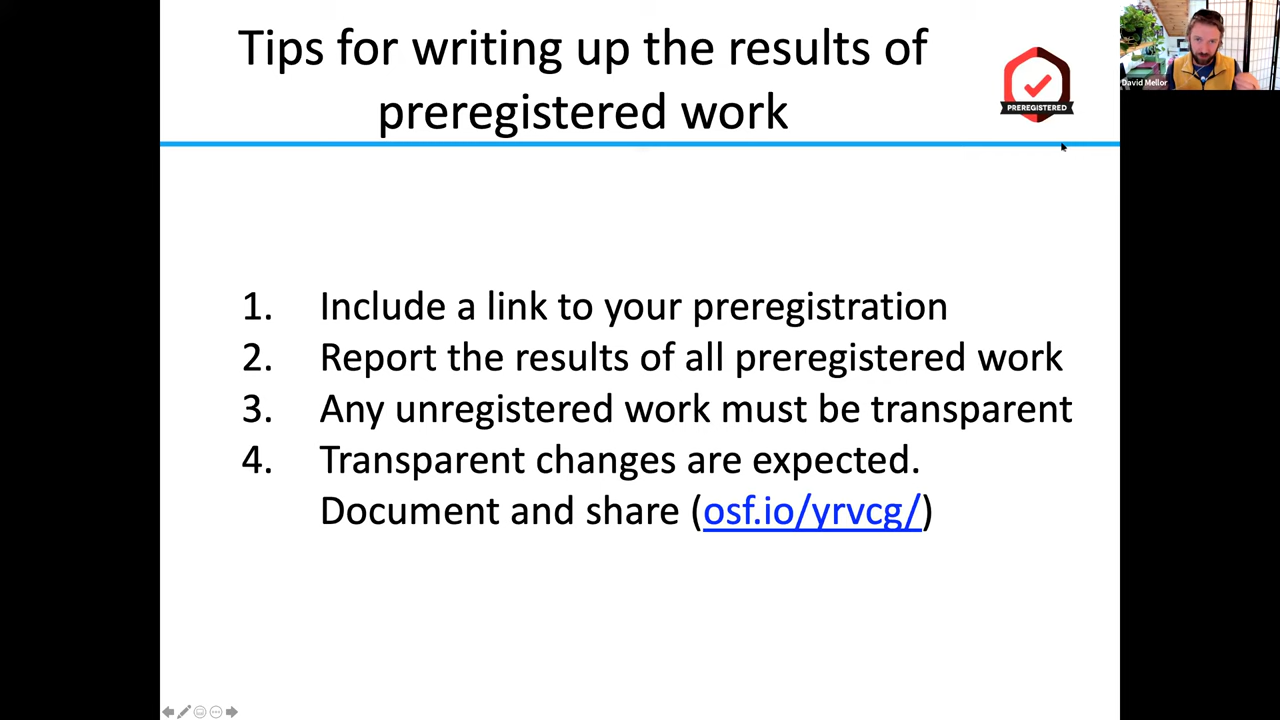 Tips for writing up the results of
preregistered work
PREREGISTERED
David Mellor
1. Include a link to your preregistration
2. Report the results of all preregistered work
3. Any unregistered work must be transparent
4. Transparent changes are expected.
Document and share (osf.io/yrvcg/)